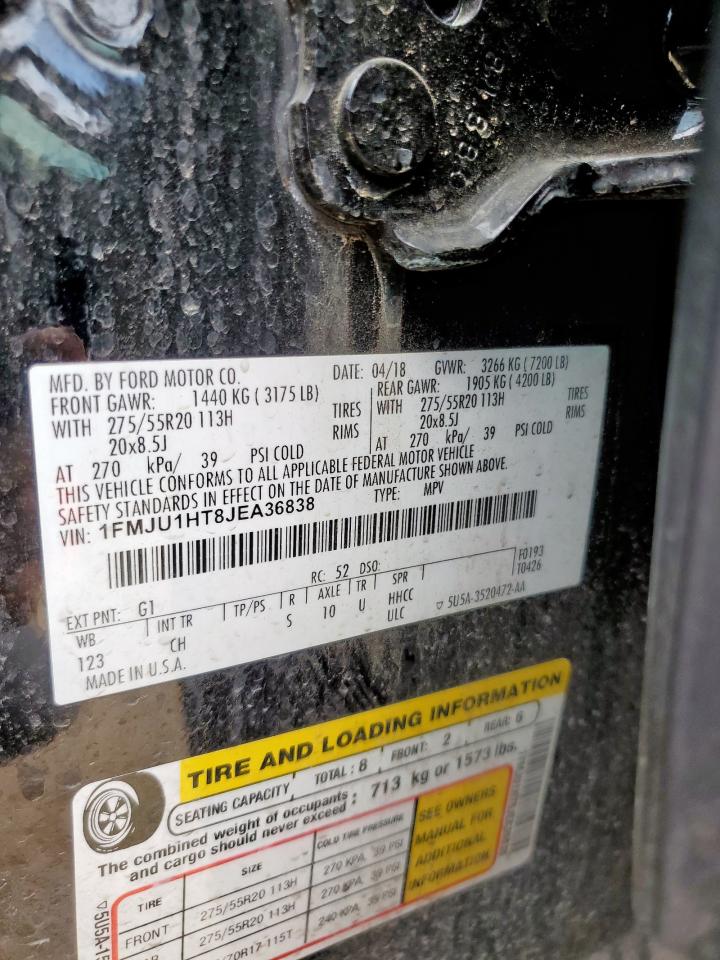 MFD. BY FORD MOTOR CO.
DATE: 04/18 GVWR: 3266 KG (7200 LB)
FRONT GAWR: 1440 KG (3175 LB)
REAR GAWR: 1905 KG (4200 LB)
WITH 275/55R20 113H TIRES
WITH 275/55R20 113H TIRES
20x8.5J RIMS
20x8.5J RIMS
AT 270 kPa/ 39 PSI COLD
AT 270 kPa/ 39 PSI COLD
THIS VEHICLE CONFORMS TO ALL APPLICABLE FEDERAL MOTOR VEHICLE
SAFETY STANDARDS IN EFFECT ON THE DATE OF MANUFACTURE SHOWN ABOVE.
VIN: 1FMJU1HT8JEA36838 TYPE: MPV
F0193
T0426
EXT PNT: G1 RC: 52 DSO:
WB INT TR TP/PS R AXLE TR SPR
123 CH S 10 U HHCC
ULC
▽ 5U5A-3520472-AA
MADE IN U.S.A.
TIRE AND LOADING INFORMATION
SEATING CAPACITY TOTAL: 8 FRONT: 2 REAR: 6
The combined weight of occupants and cargo should never exceed: 713 kg or 1573 lbs.
TIRE SIZE COLD TIRE PRESSURE
FRONT 275/55R20 113H 270 KPA, 39 PSI
275/55R20 113H 270 KPA, 39 PSI
70R17 115T 240 KPA, 35 PSI
SEE OWNERS
MANUAL FOR
ADDITIONAL
INFORMATION
▽5U5A-15